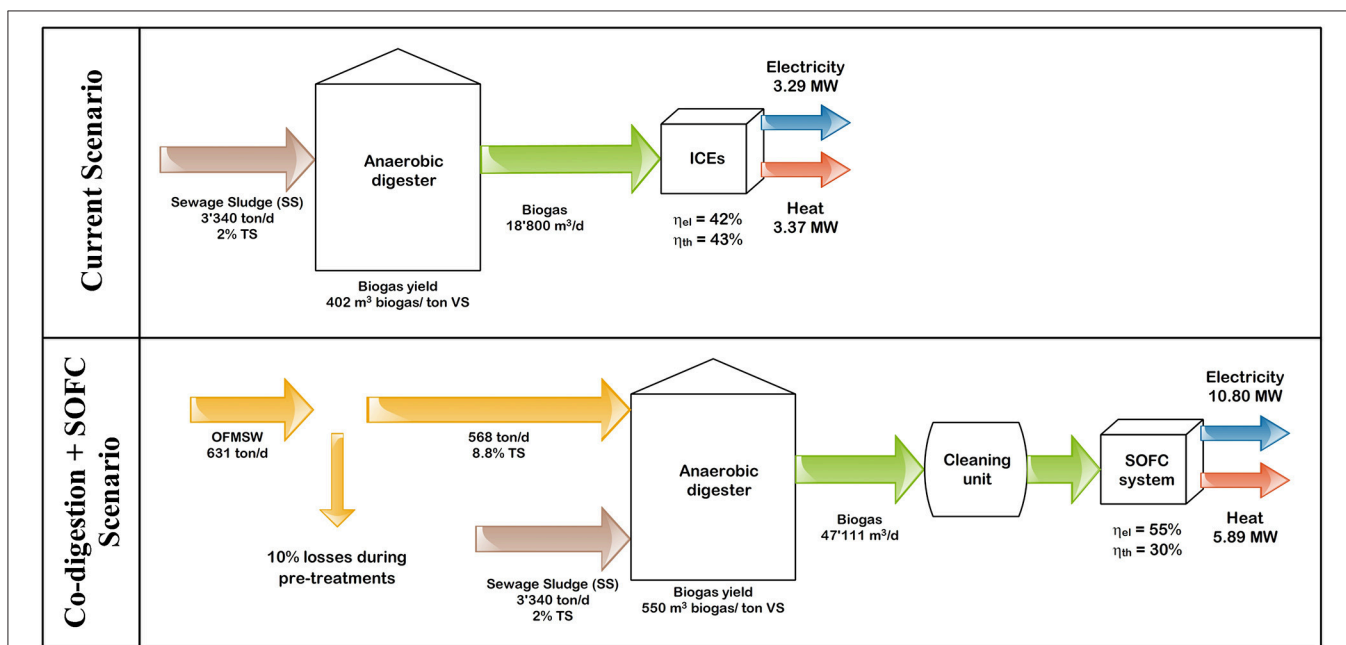 Current Scenario
Sewage Sludge (SS)
3'340 ton/d
2% TS
Anaerobic
digester
Biogas yield
402 m³ biogas/ ton VS
Biogas
18'800 m³/d
ICEs
ηel = 42%
ηth = 43%
Electricity
3.29 MW
Heat
3.37 MW
Co-digestion + SOFC
Scenario
OFMSW
631 ton/d
10% losses during
pre-treatments
568 ton/d
8.8% TS
Sewage Sludge (SS)
3'340 ton/d
2% TS
Anaerobic
digester
Biogas yield
550 m³ biogas/ ton VS
Biogas
47'111 m³/d
Cleaning
unit
SOFC
system
ηel = 55%
ηth = 30%
Electricity
10.80 MW
Heat
5.89 MW